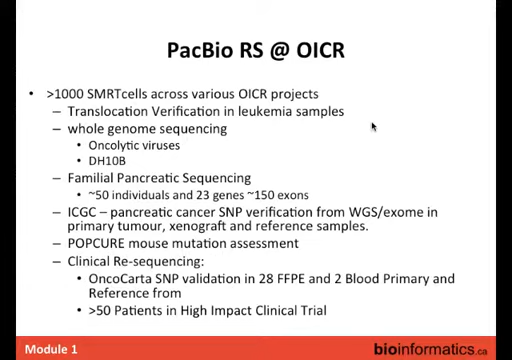 PacBio RS @ OICR
• >1000 SMRTcells across various OICR projects
– Translocation Verification in leukemia samples
– whole genome sequencing
• Oncolytic viruses
• DH10B
– Familial Pancreatic Sequencing
• ~50 individuals and 23 genes ~150 exons
– ICGC – pancreatic cancer SNP verification from WGS/exome in
primary tumour, xenograft and reference samples.
– POPCURE mouse mutation assessment
– Clinical Re-sequencing:
• OncoCarta SNP validation in 28 FFPE and 2 Blood Primary and
Reference from
• >50 Patients in High Impact Clinical Trial
Module 1
bioinformatics.ca